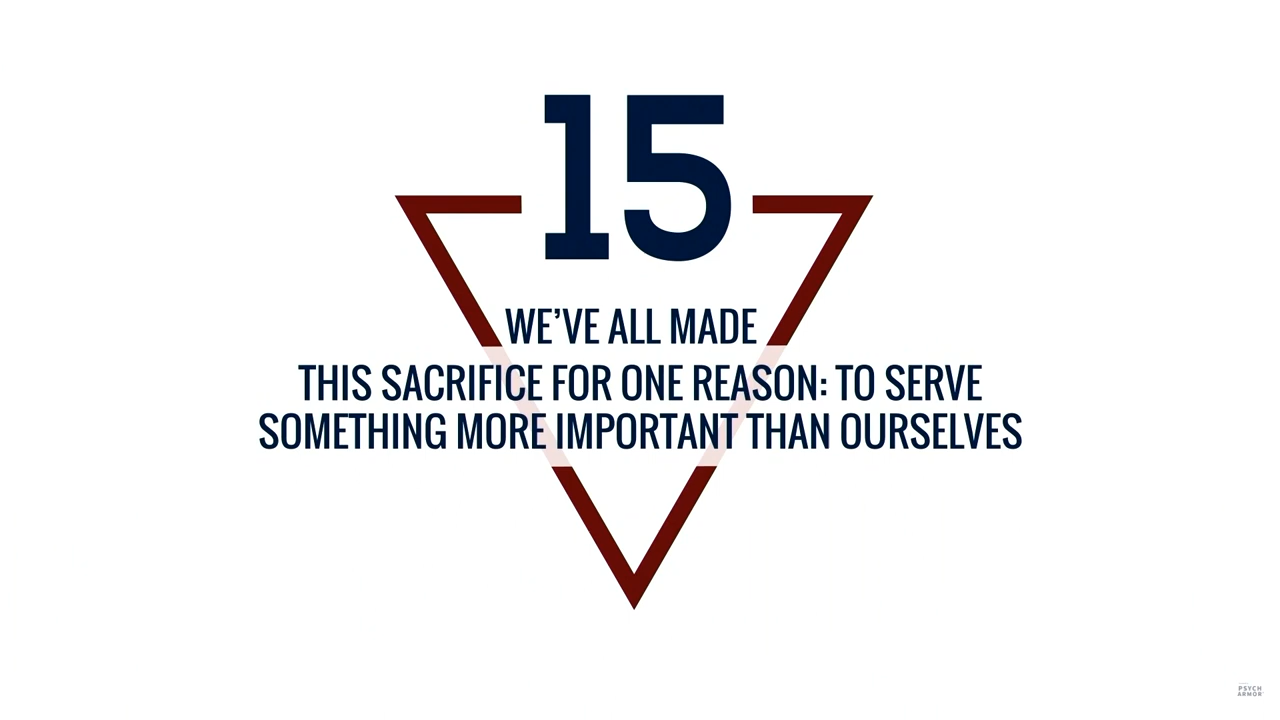 15
WE’VE ALL MADE
THIS SACRIFICE FOR ONE REASON: TO SERVE
SOMETHING MORE IMPORTANT THAN OURSELVES
PSYCH
ARMOR